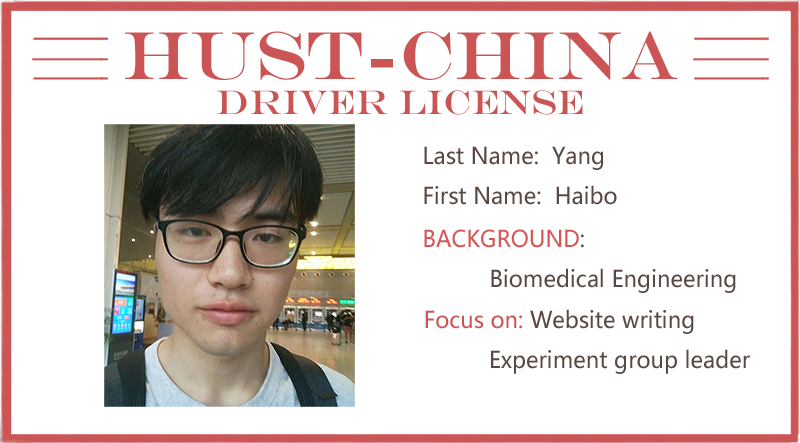 HUST-CHINA
DRIVER LICENSE
Last Name: Yang
First Name: Haibo
BACKGROUND:
Biomedical Engineering
Focus on: Website writing
Experiment group leader